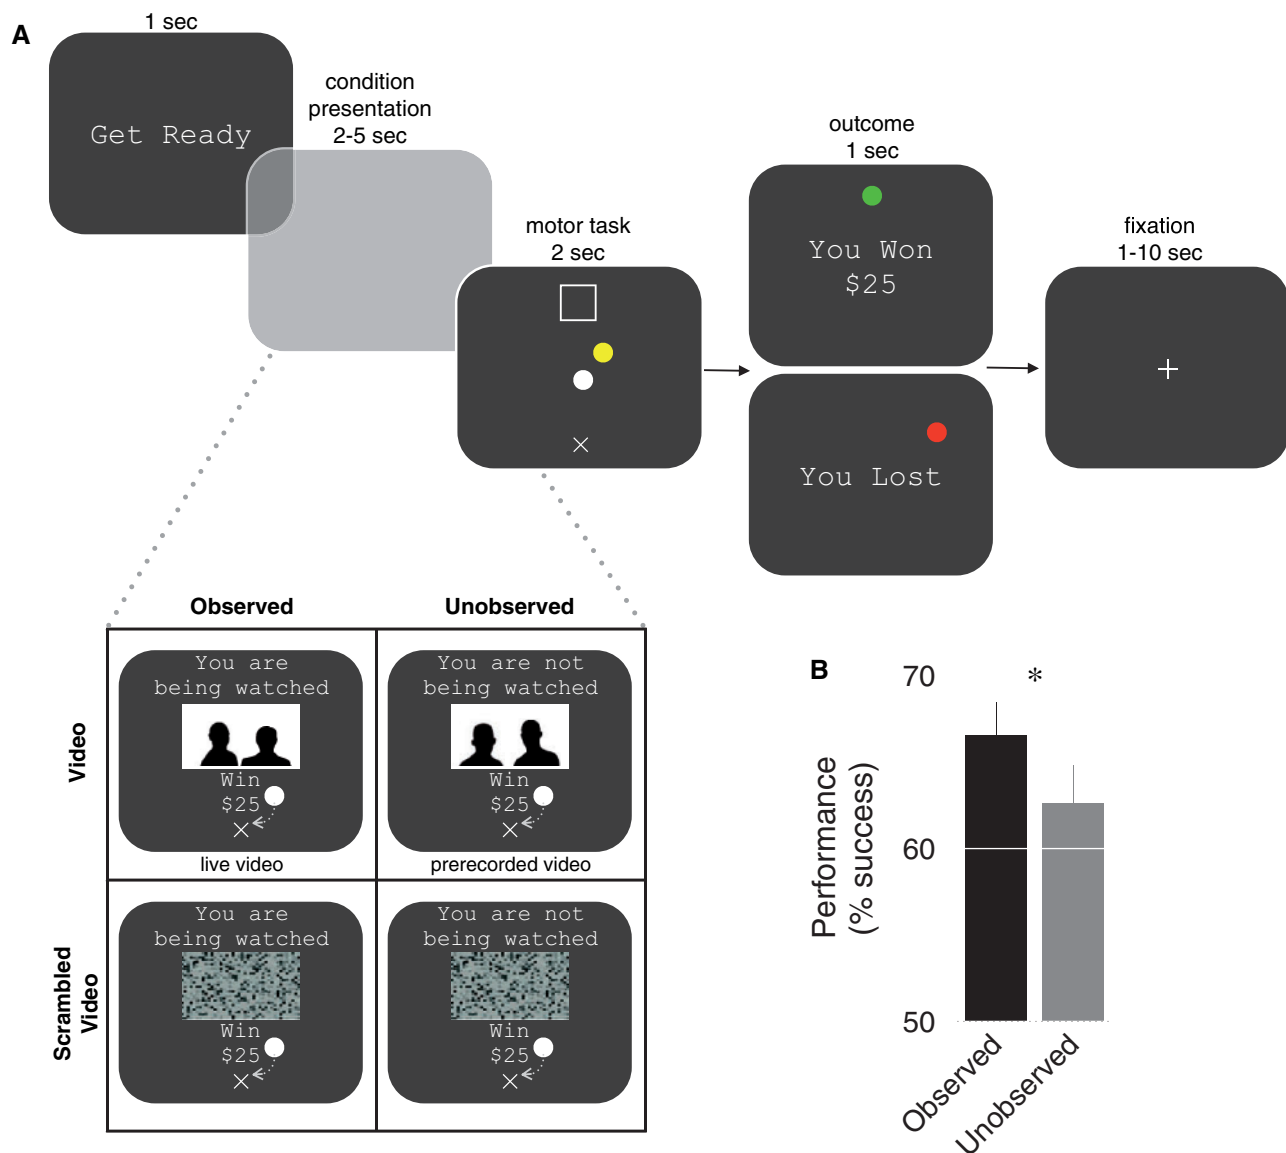 A
1 sec
Get Ready
condition
presentation
2-5 sec
motor task
2 sec
outcome
1 sec
You Won
$25
You Lost
fixation
1-10 sec
Observed
Unobserved
Video
You are
being watched
Win
$25
live video
You are not
being watched
Win
$25
prerecorded video
Scrambled
Video
You are
being watched
Win
$25
You are not
being watched
Win
$25
B
70
*
60
50
Performance
(% success)
Observed
Unobserved